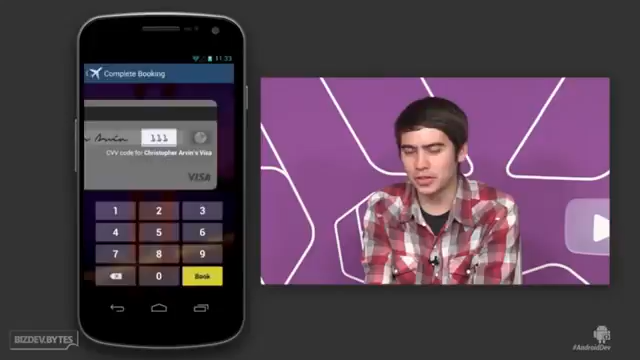 11:33
Complete Booking
111
CVV code for Christopher Arvin's Visa
VISA
1 2 3
4 5 6
7 8 9
0 Book
BIZDEV.BYTES
#AndroidDev